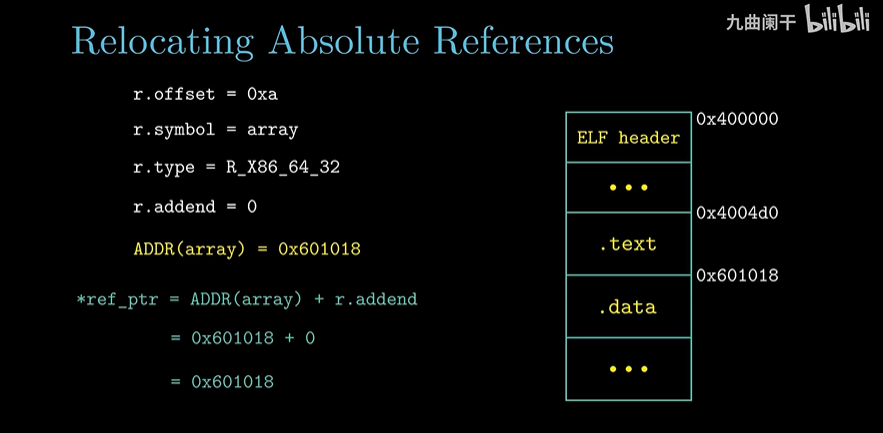 九曲阑干 bilibili
Relocating Absolute References
r.offset = 0xa
r.symbol = array
r.type = R_X86_64_32
r.addend = 0
ADDR(array) = 0x601018
*ref_ptr = ADDR(array) + r.addend
= 0x601018 + 0
= 0x601018
0x400000
ELF header
•••
0x4004d0
.text
0x601018
.data
•••